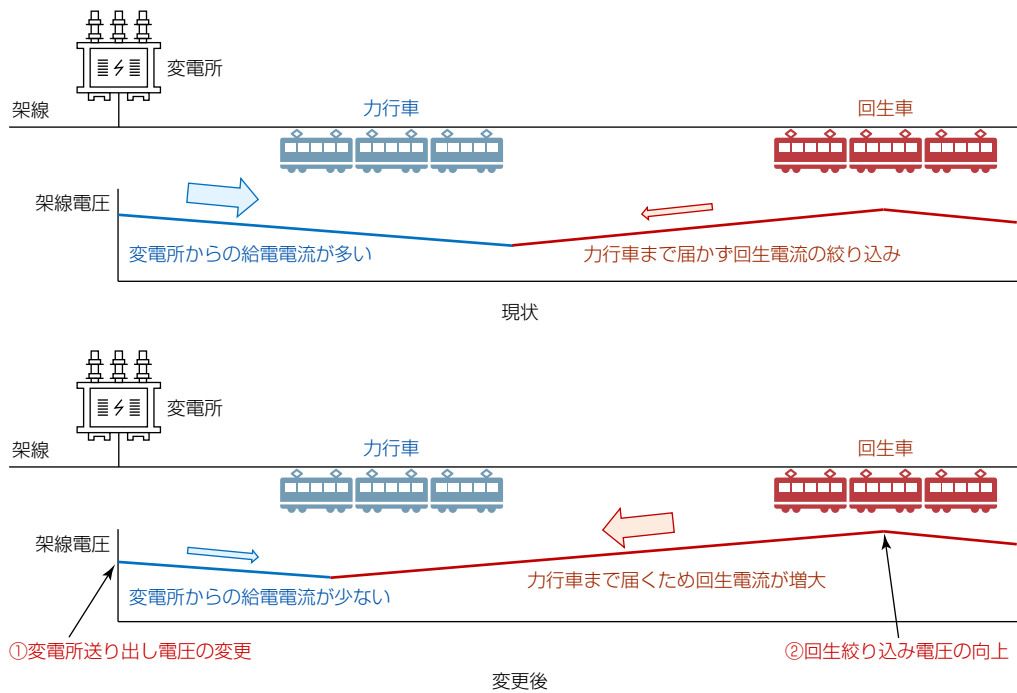 変電所
架線
力行車
回生車
架線電圧
変電所からの給電電流が多い
力行車まで届かず回生電流の絞り込み
現状
変電所
架線
力行車
回生車
架線電圧
変電所からの給電電流が少ない
力行車まで届くため回生電流が増大
①変電所送り出し電圧の変更
②回生絞り込み電圧の向上
変更後